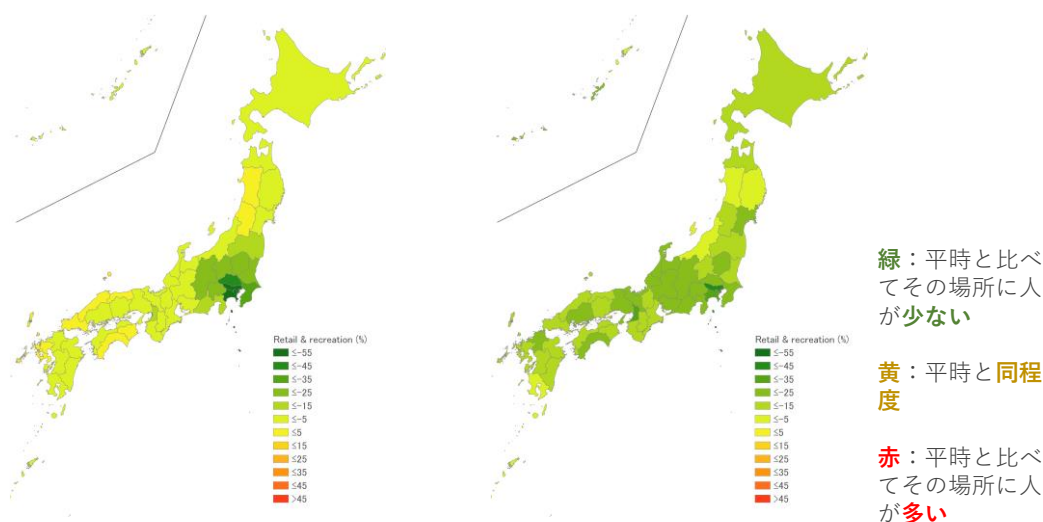 Retail & recreation (%)
≤-55
≤-45
≤-35
≤-25
≤-15
≤-5
≤5
≤15
≤25
≤35
≤45
>45
Retail & recreation (%)
≤-55
≤-45
≤-35
≤-25
≤-15
≤-5
≤5
≤15
≤25
≤35
≤45
>45
緑：平時と比べ
てその場所に人
が少ない
黄：平時と同程
度
赤：平時と比べ
てその場所に人
が多い